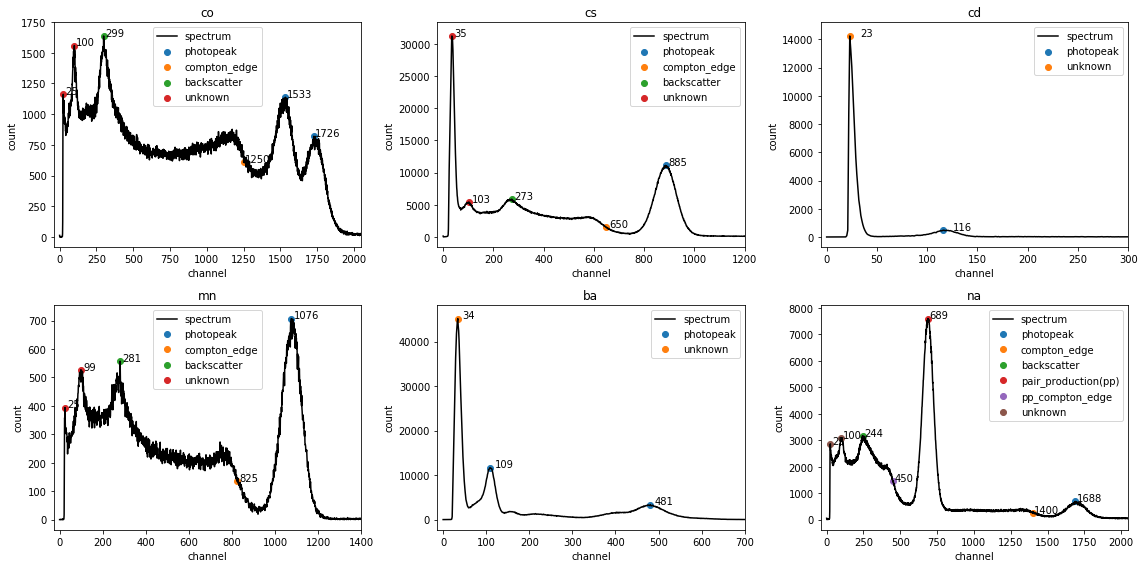 co
1750
1500
1250
1000
750
500
250
0
count
0 250 500 750 1000 1250 1500 1750 2000
channel
spectrum
photopeak
compton_edge
backscatter
unknown
25
100
299
1250
1533
1726
cs
30000
25000
20000
15000
10000
5000
0
count
0 200 400 600 800 1000 1200
channel
spectrum
photopeak
compton_edge
backscatter
unknown
35
103
273
650
885
cd
14000
12000
10000
8000
6000
4000
2000
0
count
0 50 100 150 200 250 300
channel
spectrum
photopeak
unknown
23
116
mn
700
600
500
400
300
200
100
0
count
0 200 400 600 800 1000 1200 1400
channel
spectrum
photopeak
compton_edge
backscatter
unknown
25
99
281
825
1076
ba
40000
30000
20000
10000
0
count
0 100 200 300 400 500 600 700
channel
spectrum
photopeak
unknown
34
109
481
na
8000
7000
6000
5000
4000
3000
2000
1000
0
count
0 250 500 750 1000 1250 1500 1750 2000
channel
spectrum
photopeak
compton_edge
backscatter
pair_production(pp)
pp_compton_edge
unknown
100
244
450
689
1400
1688